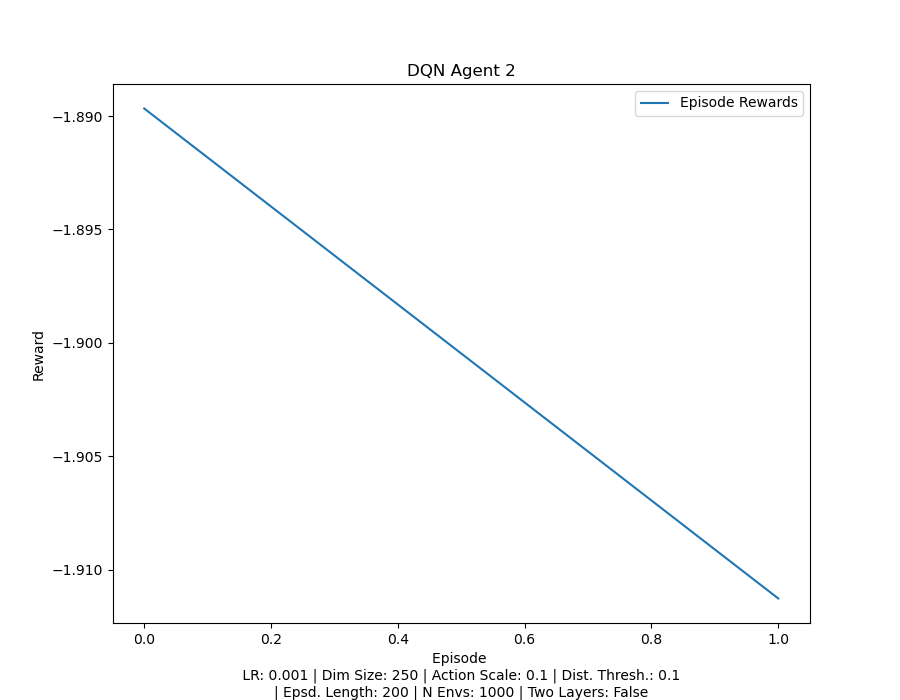 DQN Agent 2
Episode Rewards
−1.890
−1.895
−1.900
−1.905
−1.910
Reward
0.0 0.2 0.4 0.6 0.8 1.0
Episode
LR: 0.001 | Dim Size: 250 | Action Scale: 0.1 | Dist. Thresh.: 0.1
| Epsd. Length: 200 | N Envs: 1000 | Two Layers: False